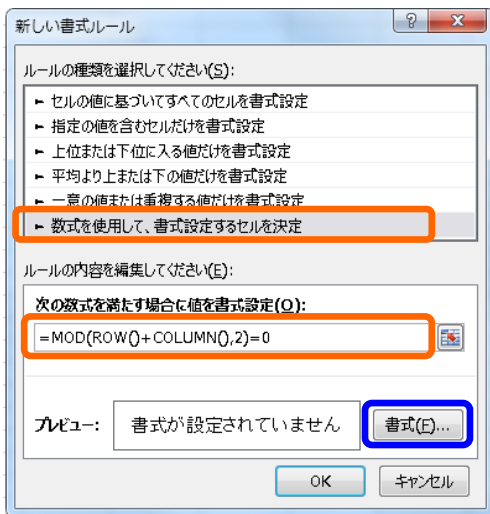 新しい書式ルール
ルールの種類を選択してください(S):
► セルの値に基づいてすべてのセルを書式設定
► 指定の値を含むセルだけを書式設定
► 上位または下位に入る値だけを書式設定
► 平均より上または下の値だけを書式設定
► 一意の値または重複する値だけを書式設定
► 数式を使用して、書式設定するセルを決定
ルールの内容を編集してください(E):
次の数式を満たす場合に値を書式設定(O):
=MOD(ROW()+COLUMN(),2)=0
プレビュー: 書式が設定されていません 書式(F)...
OK キャンセル